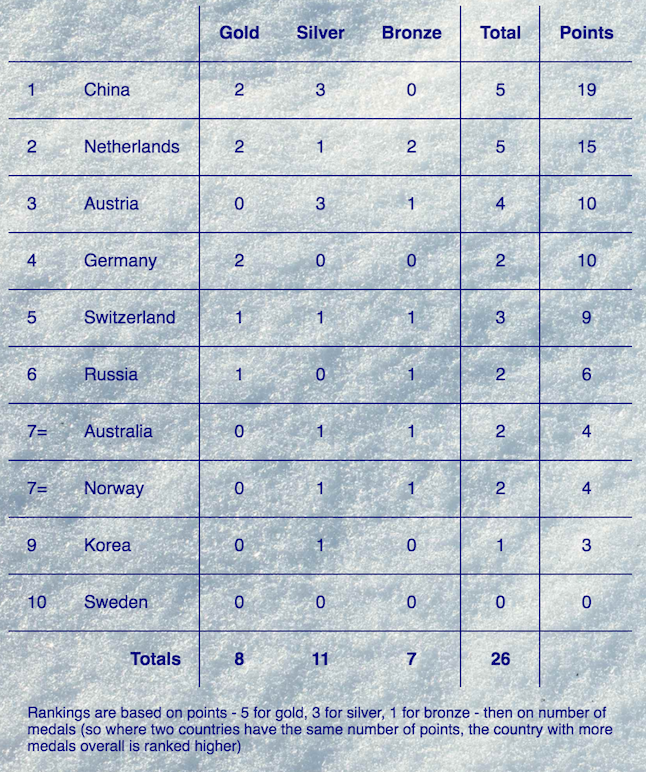 Gold Silver Bronze Total Points
1 China 2 3 0 5 19
2 Netherlands 2 1 2 5 15
3 Austria 0 3 1 4 10
4 Germany 2 0 0 2 10
5 Switzerland 1 1 1 3 9
6 Russia 1 0 1 2 6
7= Australia 0 1 1 2 4
7= Norway 0 1 1 2 4
9 Korea 0 1 0 1 3
10 Sweden 0 0 0 0 0
Totals 8 11 7 26
Rankings are based on points - 5 for gold, 3 for silver, 1 for bronze - then on number of
medals (so where two countries have the same number of points, the country with more
medals overall is ranked higher)